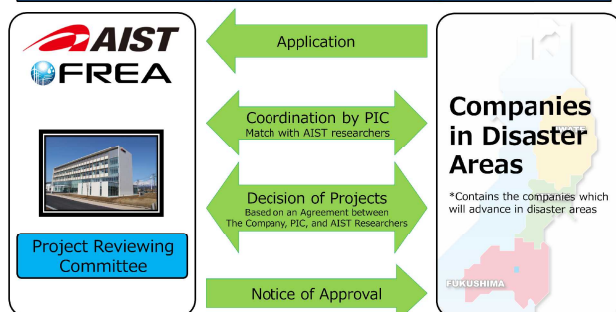 AIST
FREA
Project Reviewing
Committee
Application
Coordination by PIC
Match with AIST researchers
Decision of Projects
Based on an Agreement between
The Company, PIC, and AIST Researchers
Notice of Approval
Companies
in Disaster
Areas
*Contains the companies which
will advance in disaster areas
FUKUSHIMA